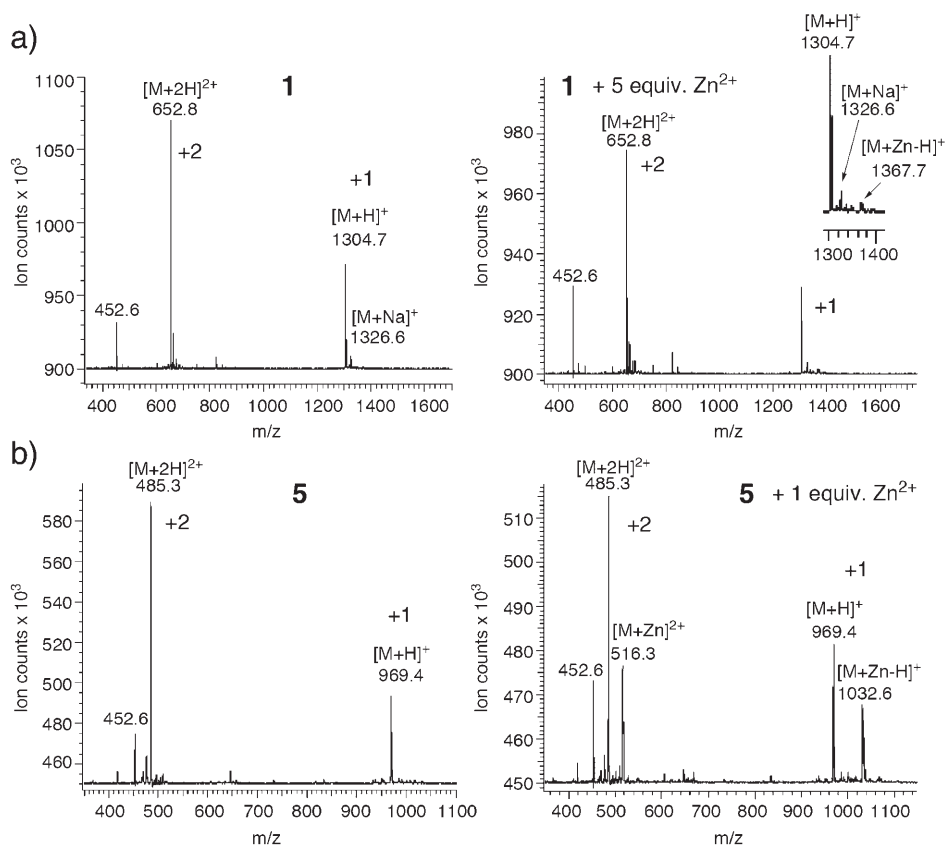 a)
1
[M+2H]2+
652.8
+2
+1
[M+H]+
1304.7
[M+Na]+
1326.6
452.6
Ion counts x 10³
1100
1050
1000
950
900
400 600 800 1000 1200 1400 1600
m/z
1 + 5 equiv. Zn2+
[M+2H]2+
652.8
+2
452.6
+1
Ion counts x 10³
980
960
940
920
900
400 600 800 1000 1200 1400 1600
m/z
[M+H]+
1304.7
[M+Na]+
1326.6
[M+Zn-H]+
1367.7
1300 1400
b)
5
[M+2H]2+
485.3
+2
+1
[M+H]+
969.4
452.6
Ion counts x 10³
580
560
540
520
500
480
460
400 500 600 700 800 900 1000 1100
m/z
5 + 1 equiv. Zn2+
[M+2H]2+
485.3
+2
[M+Zn]2+
516.3
452.6
+1
[M+H]+
969.4
[M+Zn-H]+
1032.6
Ion counts x 10³
510
500
490
480
470
460
450
400 500 600 700 800 900 1000 1100
m/z